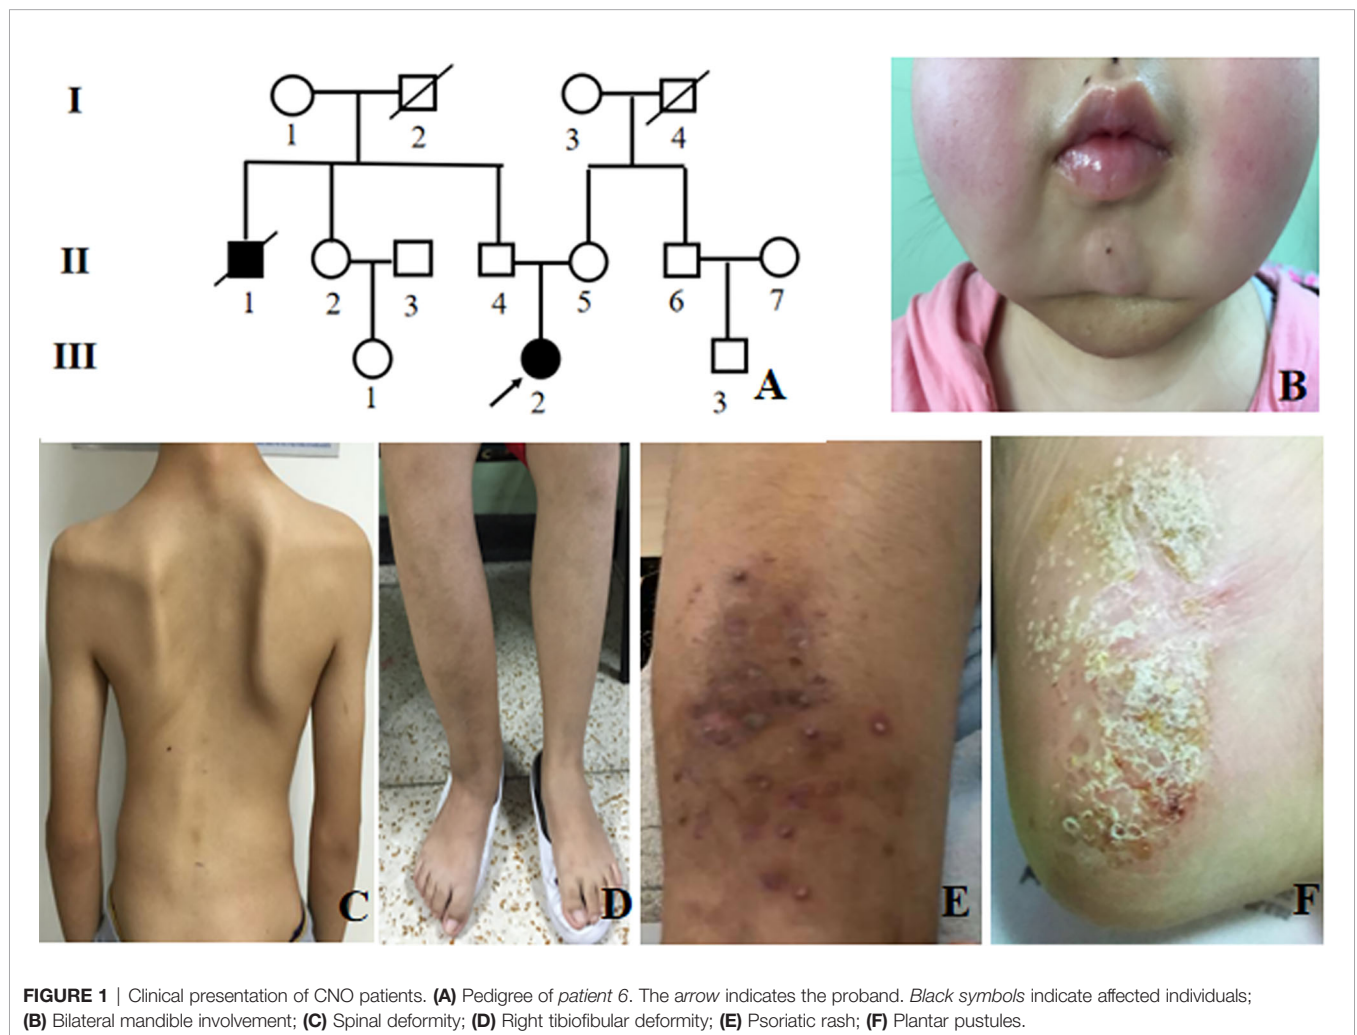 I
1 2 3 4
II
1 2 3 4 5 6 7
III
1 2 3 A
B
C D E F
FIGURE 1 | Clinical presentation of CNO patients. (A) Pedigree of patient 6. The arrow indicates the proband. Black symbols indicate affected individuals;
(B) Bilateral mandible involvement; (C) Spinal deformity; (D) Right tibiofibular deformity; (E) Psoriatic rash; (F) Plantar pustules.